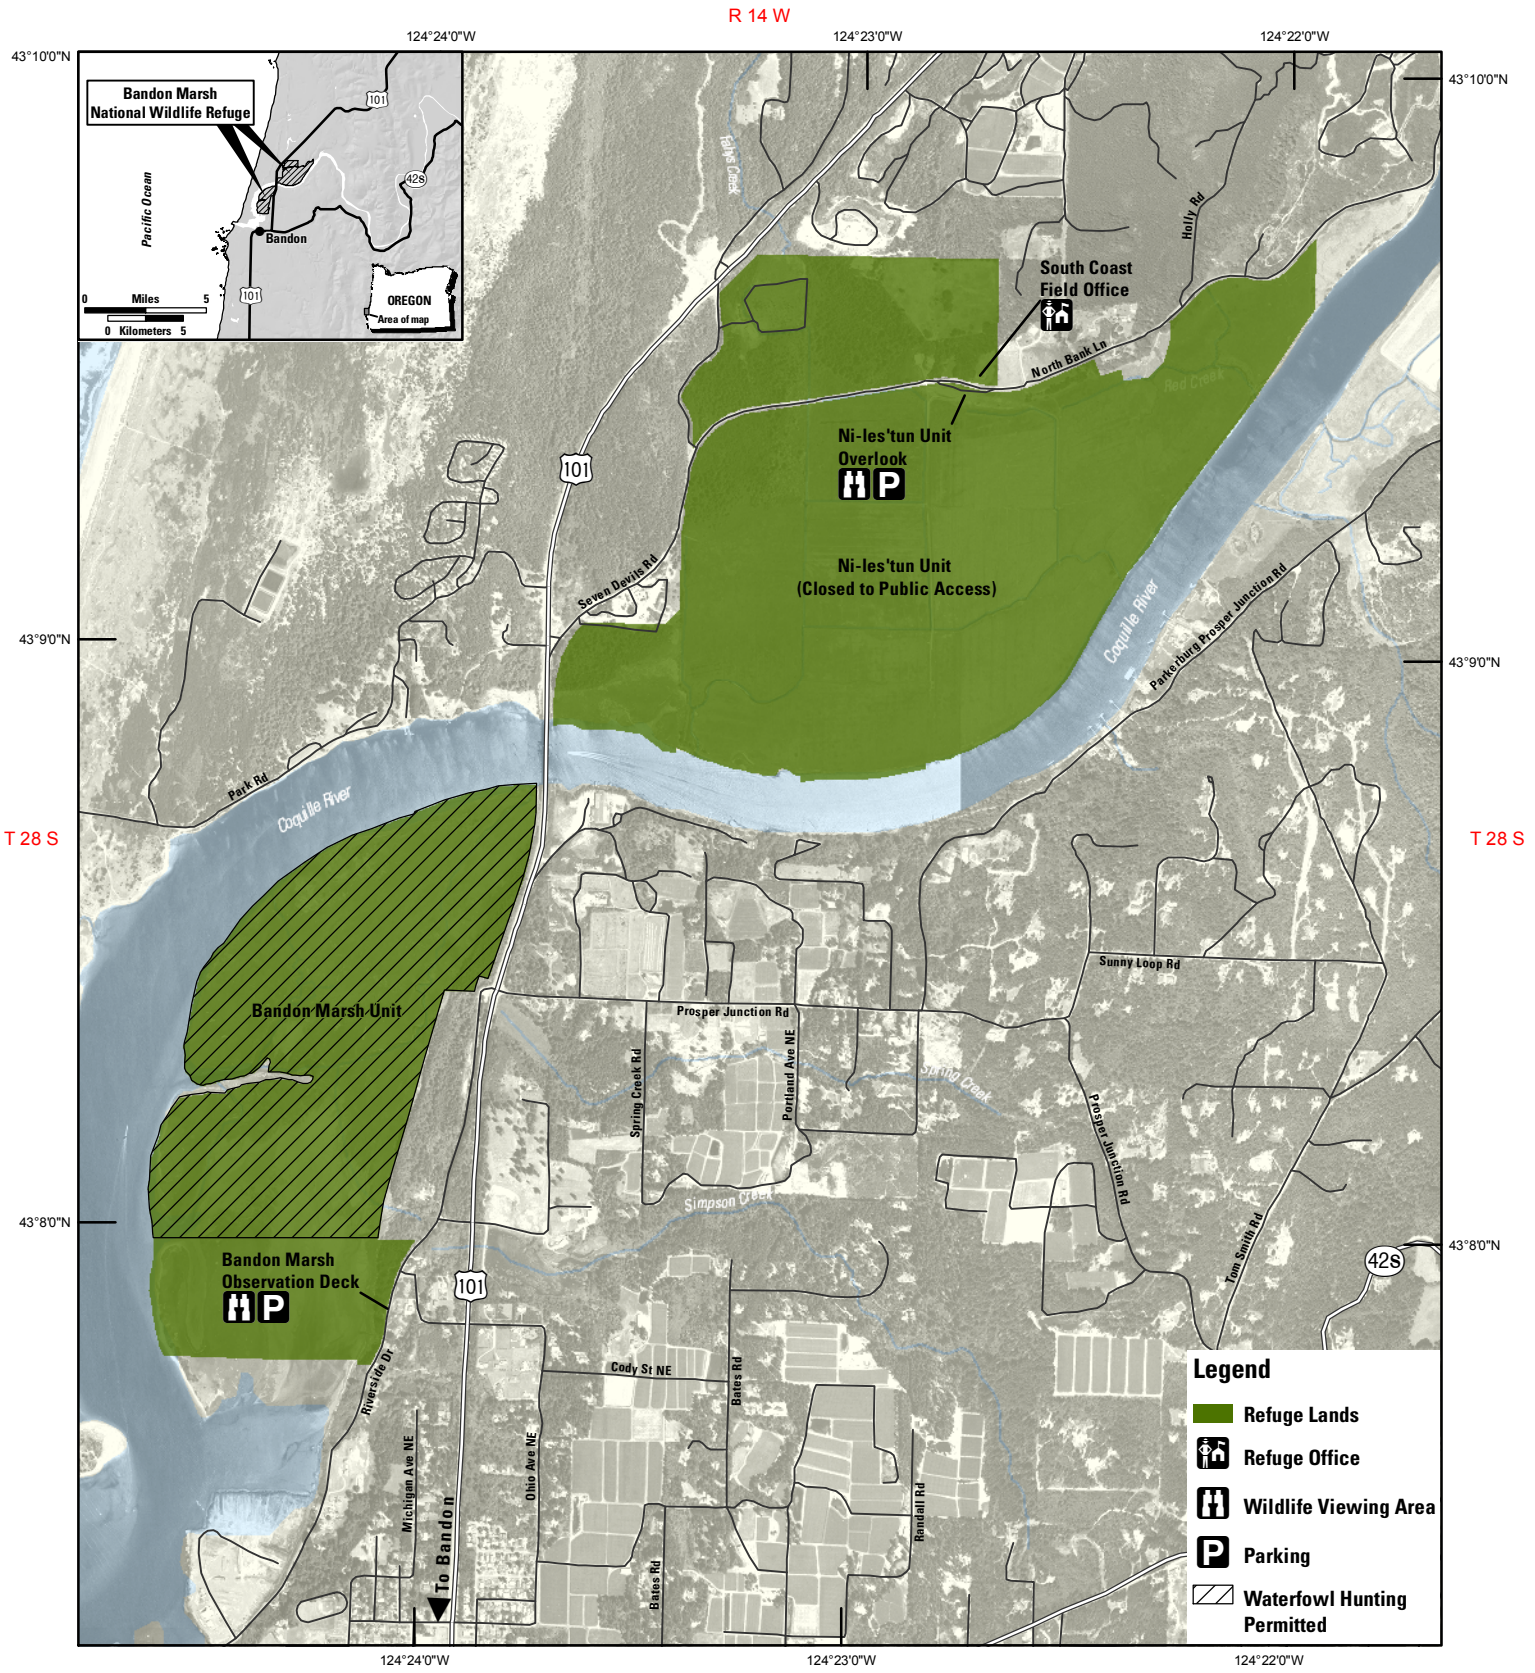 R 14 W
124°24'0"W
124°23'0"W
124°22'0"W
43°10'0"N
43°10'0"N
Bandon Marsh
National Wildlife Refuge
101
42S
Pacific Ocean
Bandon
101
0 Miles 5
0 Kilometers 5
OREGON
Area of map
Fahys Creek
Holly Rd
South Coast
Field Office
North Bank Ln
Red Creek
Ni-les'tun Unit
Overlook
P
101
Ni-les'tun Unit
(Closed to Public Access)
Seven Devils Rd
Coquille River
Parkerburg Prosper Junction Rd
43°9'0"N
43°9'0"N
Park Rd
Coquille River
T 28 S
T 28 S
Sunny Loop Rd
Bandon Marsh Unit
Prosper Junction Rd
Spring Creek Rd
Portland Ave NE
Spring Creek
Prosper Junction Rd
Simpson Creek
43°8'0"N
43°8'0"N
Tom Smith Rd
42S
Bandon Marsh
Observation Deck
P
101
Riverside Dr
Cody St NE
Bates Rd
Michigan Ave NE
Ohio Ave NE
Randall Rd
To Bandon
Bates Rd
Legend
Refuge Lands
Refuge Office
Wildlife Viewing Area
P Parking
Waterfowl Hunting
Permitted
124°24'0"W
124°23'0"W
124°22'0"W